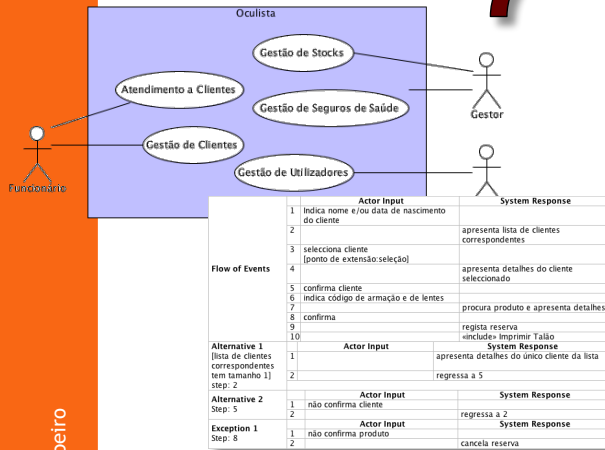 Oculista
Gestão de Stocks
Atendimento a Clientes
Gestão de Seguros de Saúde
Gestor
Gestão de Clientes
Funcionário
Gestão de Utilizadores
Flow of Events
Actor Input System Response
1 Indica nome e/ou data de nascimento
do cliente
2 apresenta lista de clientes
correspondentes
3 selecciona cliente
[ponto de extensão:seleção]
4 apresenta detalhes do cliente
seleccionado
5 confirma cliente
6 indica código de armação e de lentes
7 procura produto e apresenta detalhes
8 confirma
9 regista reserva
10 «include» Imprimir Talão
Alternative 1
[lista de clientes
correspondentes
tem tamanho 1]
step: 2
Actor Input System Response
1 apresenta detalhes do único cliente da lista
2 regressa a 5
Alternative 2
Step: 5
Actor Input System Response
1 não confirma cliente
2 regressa a 2
Exception 1
Step: 8
Actor Input System Response
1 não confirma produto
2 cancela reserva
beiro